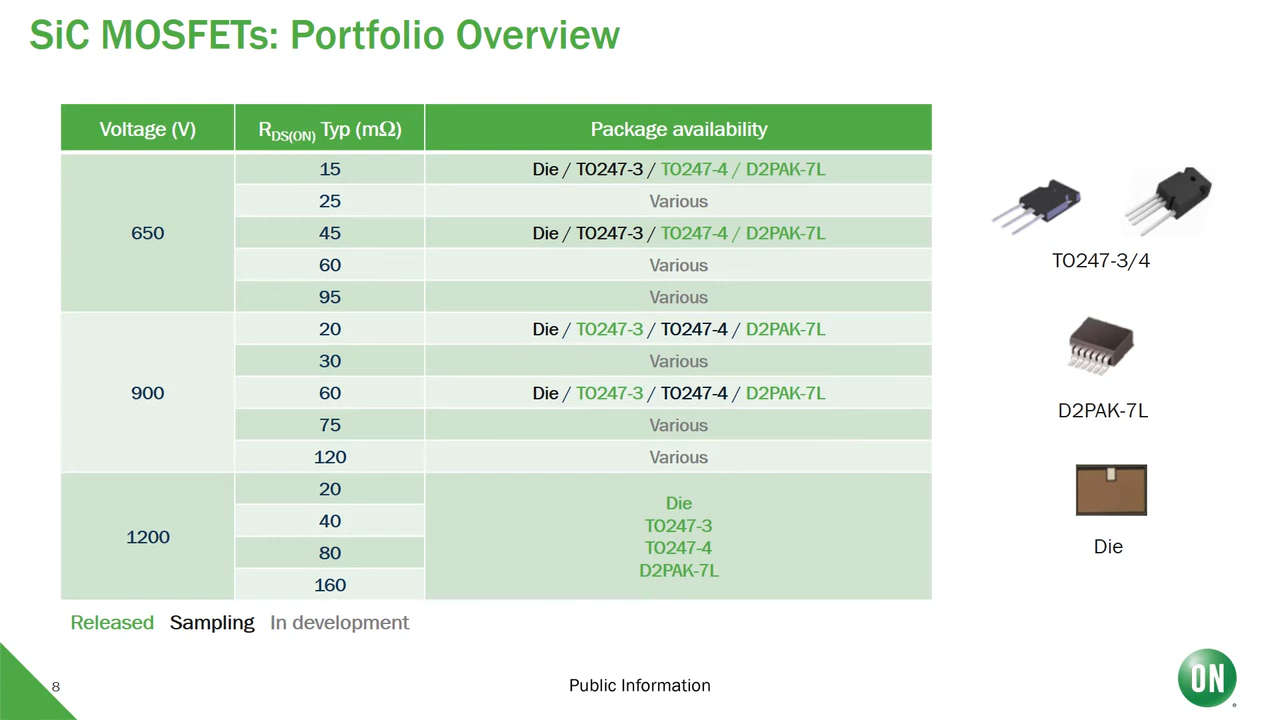 SiC MOSFETs: Portfolio Overview
Voltage (V) RDS(ON) Typ (mΩ) Package availability
650
15 Die / TO247-3 / TO247-4 / D2PAK-7L
25 Various
45 Die / TO247-3 / TO247-4 / D2PAK-7L
60 Various
95 Various
900
20 Die / TO247-3 / TO247-4 / D2PAK-7L
30 Various
60 Die / TO247-3 / TO247-4 / D2PAK-7L
75 Various
120 Various
1200
20
40
80
160
Die
TO247-3
TO247-4
D2PAK-7L
Released Sampling In development
TO247-3/4
D2PAK-7L
Die
8
Public Information
ON